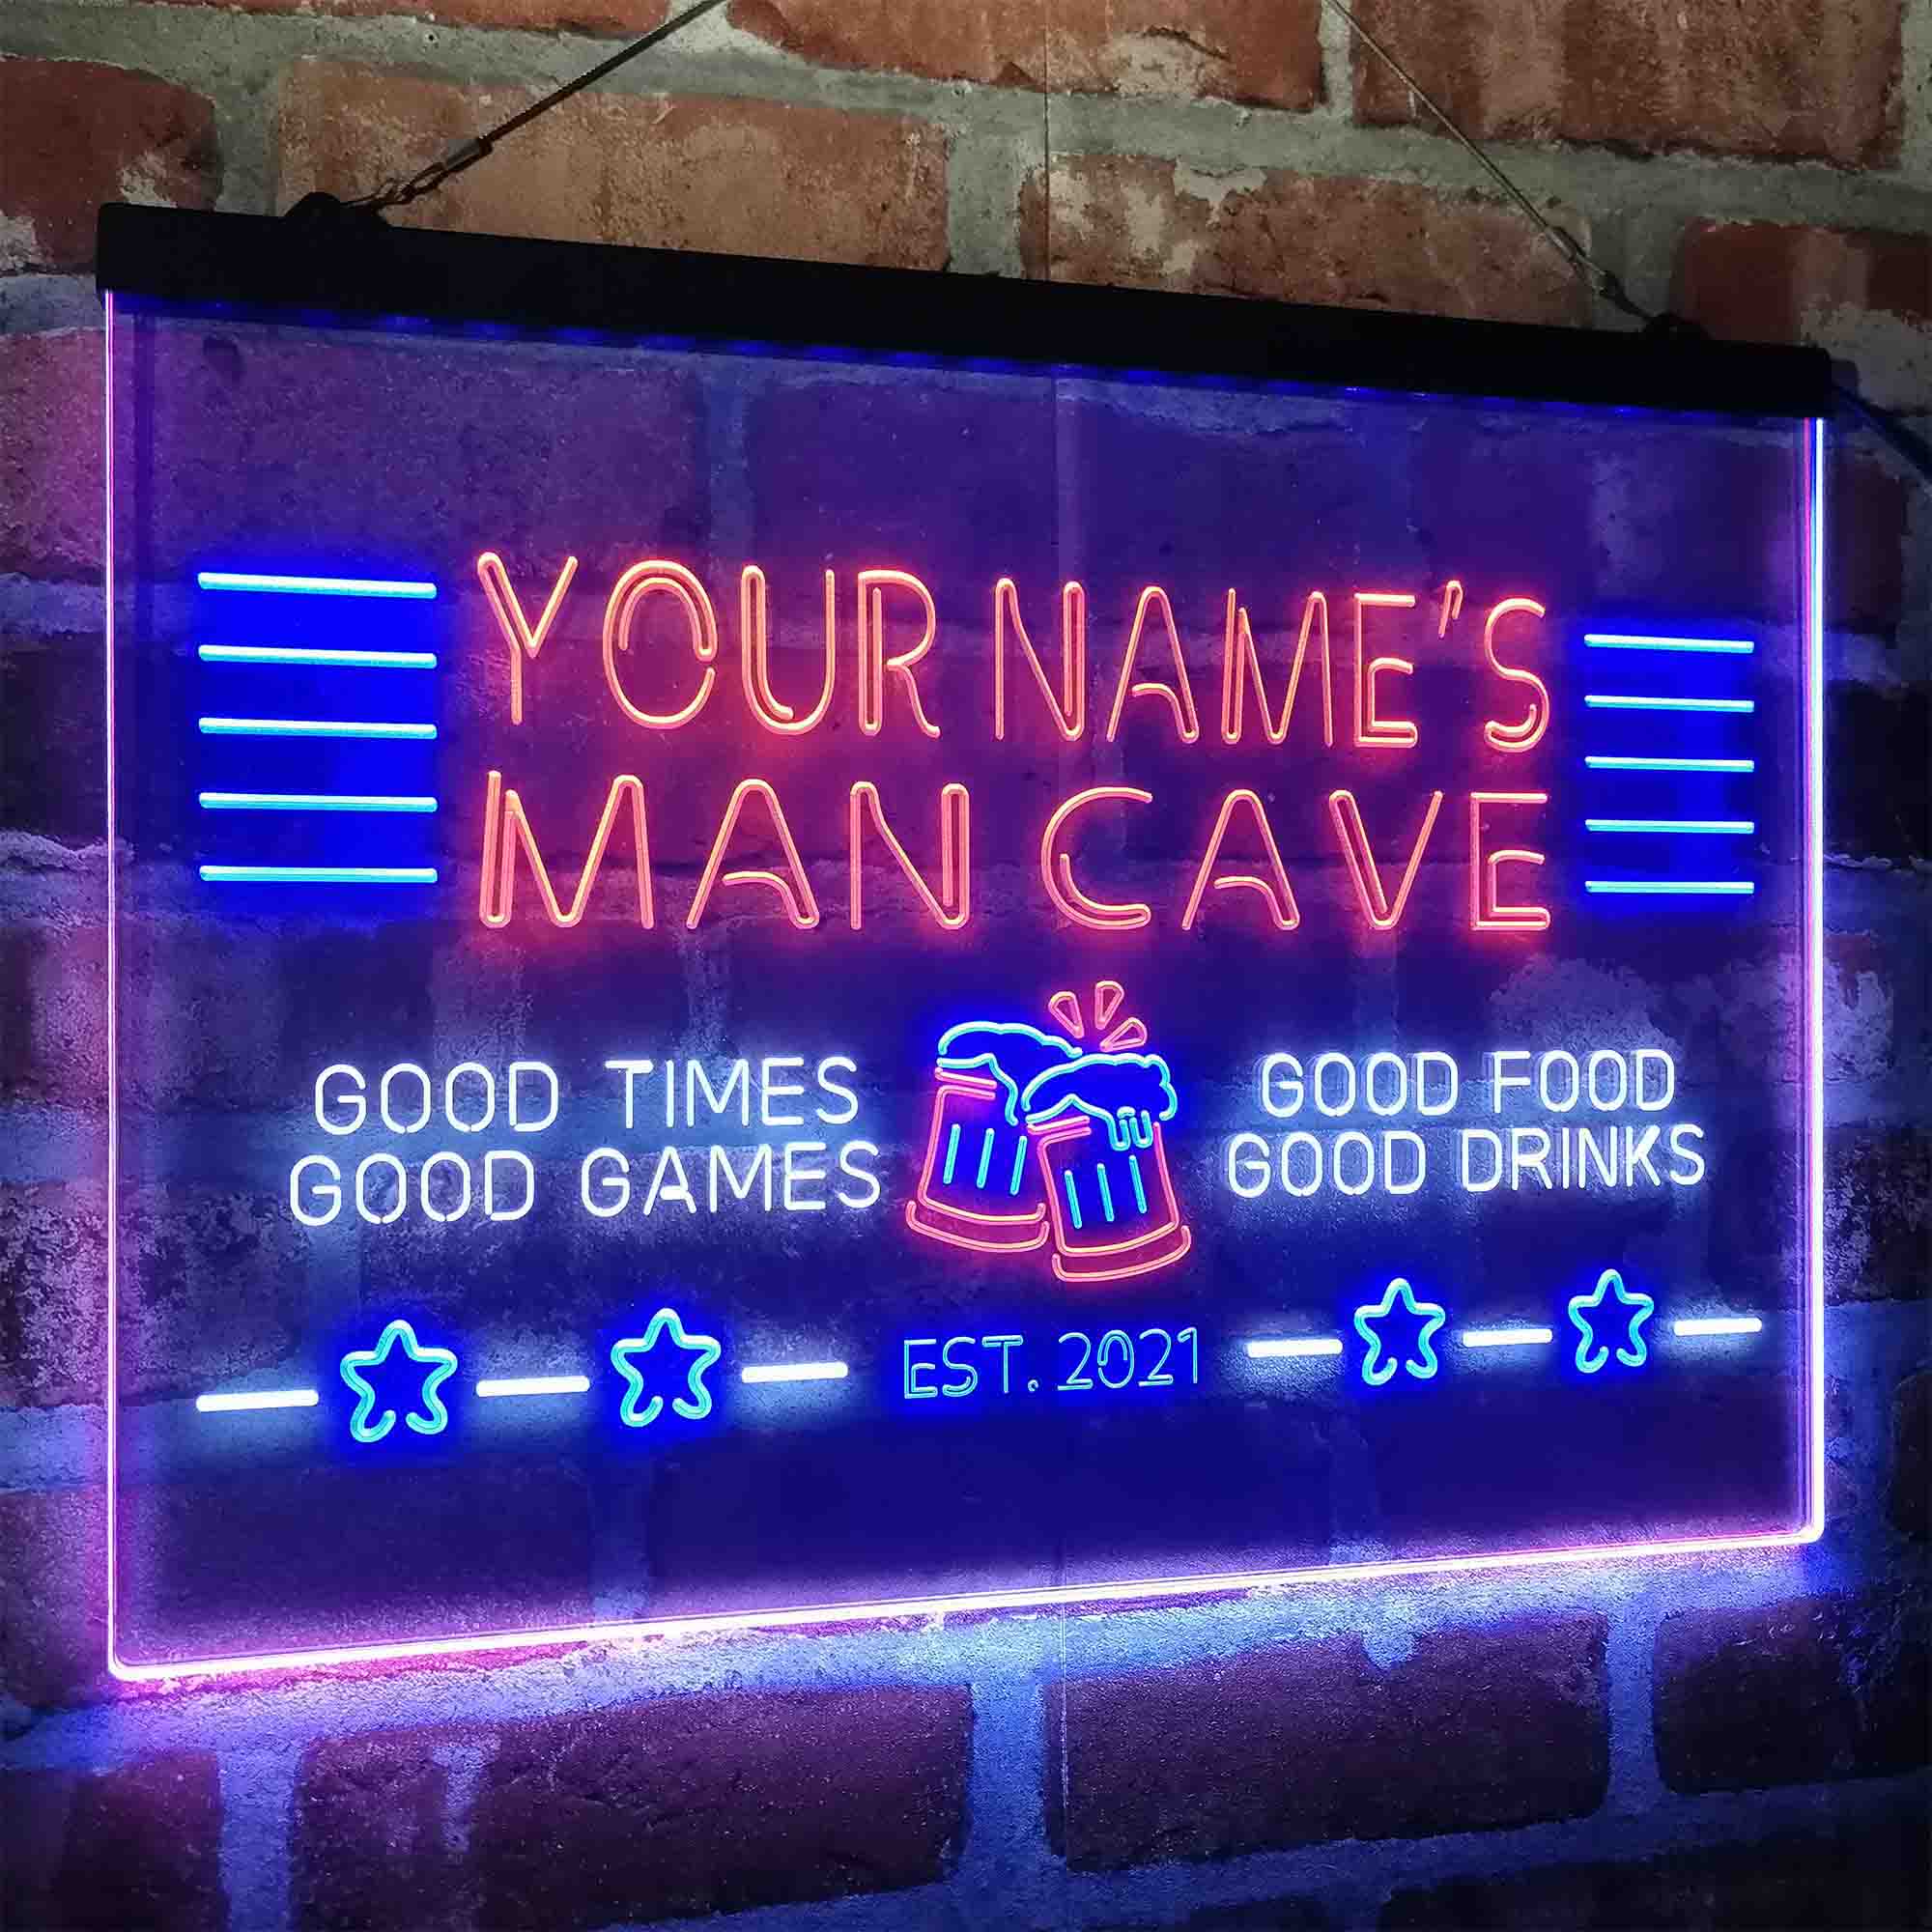 YOUR NAME'S
MAN CAVE
GOOD TIMES
GOOD GAMES
GOOD FOOD
GOOD DRINKS
EST. 2021